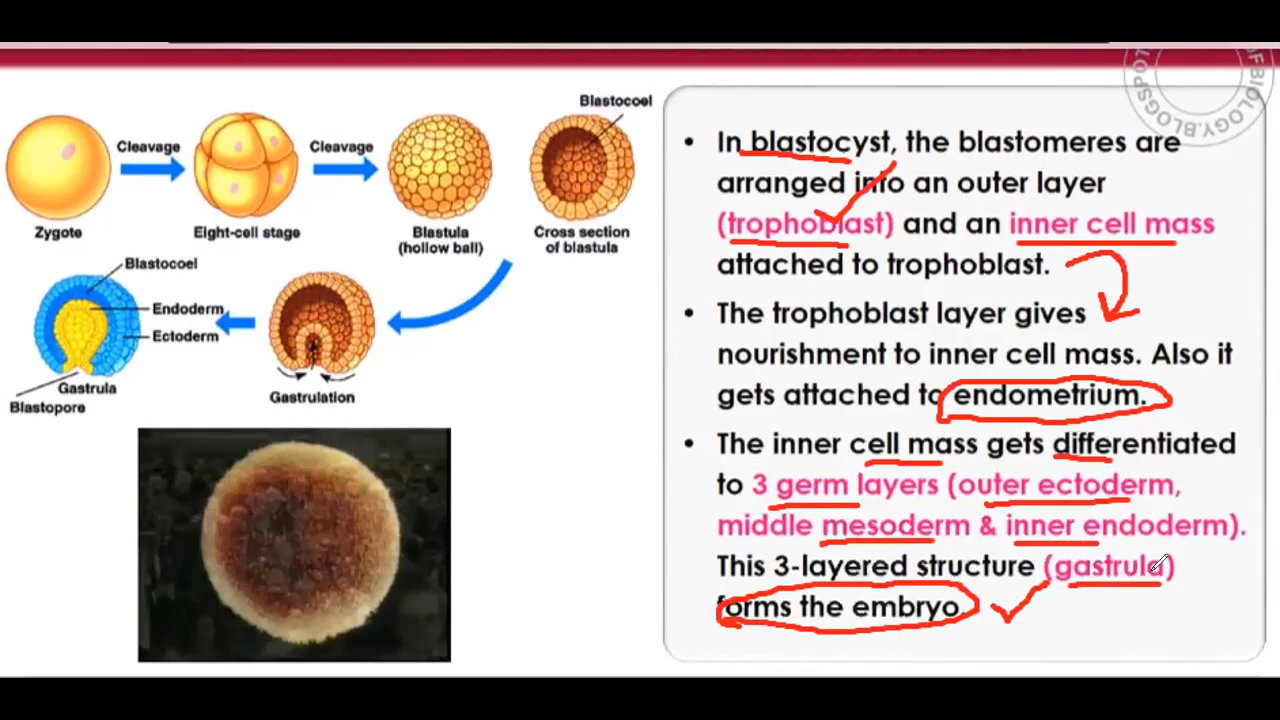 OFBIOLOGY.BLOGSPOT
Blastocoel
Cleavage
Cleavage
Zygote
Eight-cell stage
Blastula
(hollow ball)
Cross section
of blastula
Blastocoel
Endoderm
Ectoderm
Gastrula
Blastopore
Gastrulation
• In blastocyst, the blastomeres are
arranged into an outer layer
(trophoblast) and an inner cell mass
attached to trophoblast.
• The trophoblast layer gives
nourishment to inner cell mass. Also it
gets attached to endometrium.
• The inner cell mass gets differentiated
to 3 germ layers (outer ectoderm,
middle mesoderm & inner endoderm).
This 3-layered structure (gastrula)
forms the embryo.